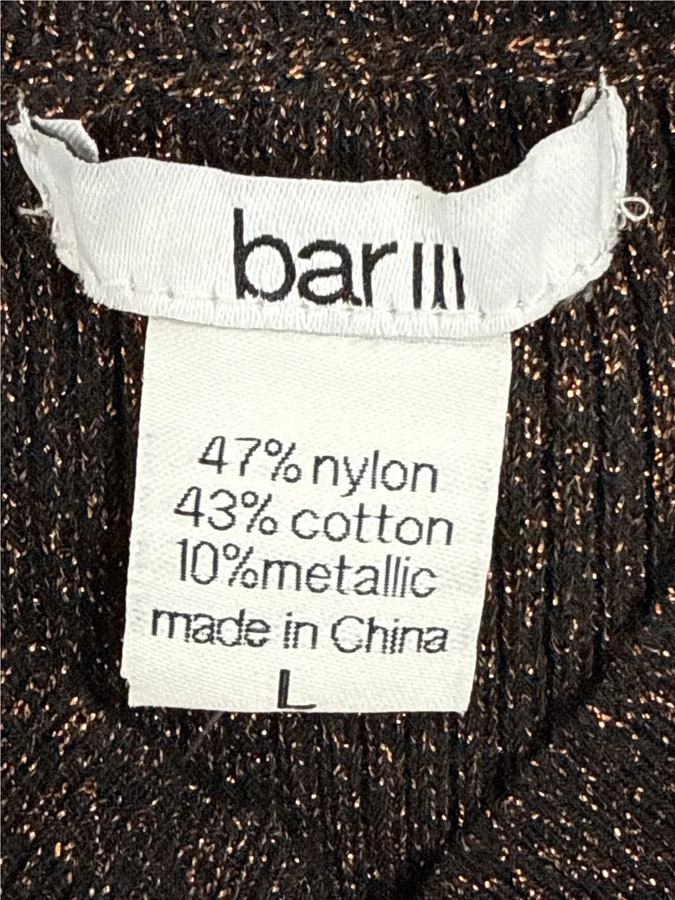 bar III
47% nylon
43% cotton
10% metallic
made in China
L